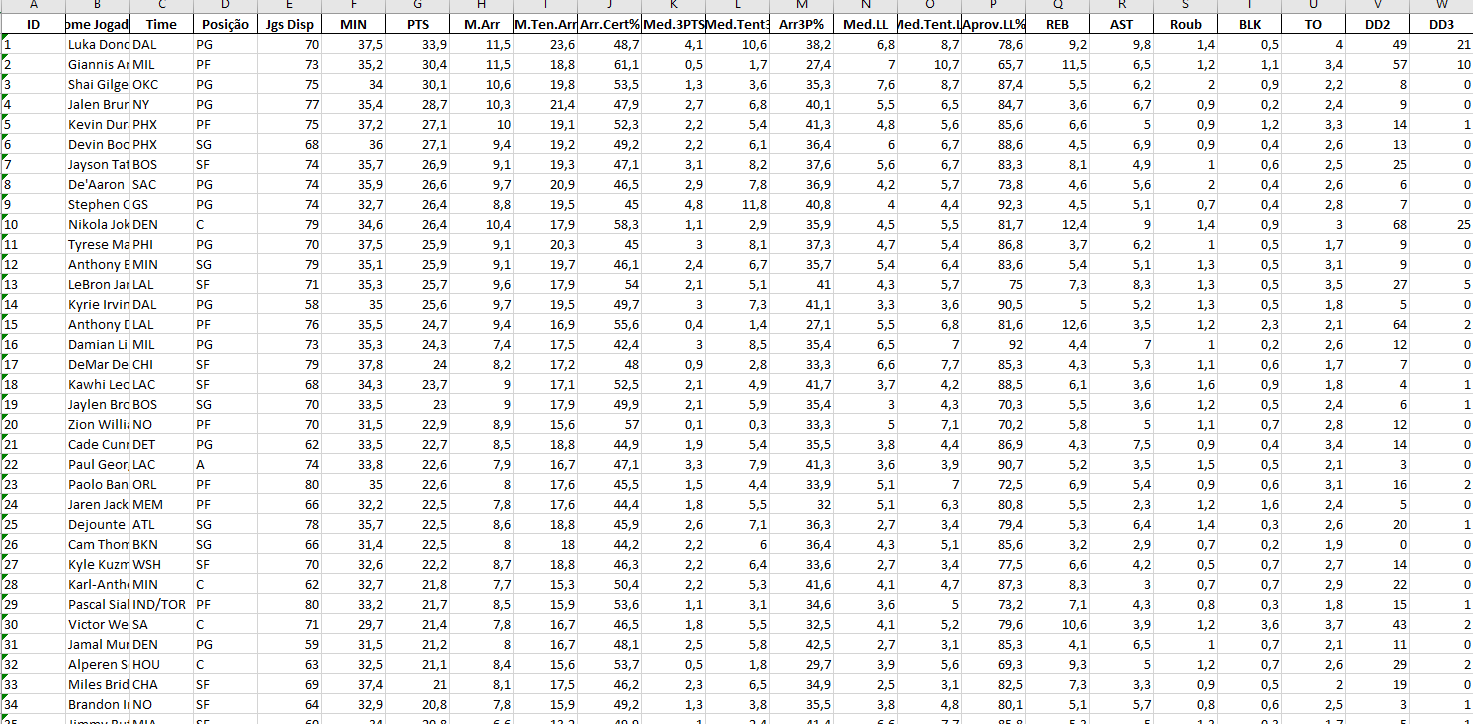 A B C D E F G H I J K L M N O P Q R S T U V W
ID ome Jogad Time Posição Jgs Disp MIN PTS M.Arr M.Ten.Arr Arr.Cert% Med.3PTS Med.Tent3 Arr3P% Med.LL Med.Tent.L Aprov.LL% REB AST Roub BLK TO DD2 DD3
1 Luka Donc DAL PG 70 37,5 33,9 11,5 23,6 48,7 4,1 10,6 38,2 6,8 8,7 78,6 9,2 9,8 1,4 0,5 4 49 21
2 Giannis Ar MIL PF 73 35,2 30,4 11,5 18,8 61,1 0,5 1,7 27,4 7 10,7 65,7 11,5 6,5 1,2 1,1 3,4 57 10
3 Shai Gilge OKC PG 75 34 30,1 10,6 19,8 53,5 1,3 3,6 35,3 7,6 8,7 87,4 5,5 6,2 2 0,9 2,2 8 0
4 Jalen Brur NY PG 77 35,4 28,7 10,3 21,4 47,9 2,7 6,8 40,1 5,5 6,5 84,7 3,6 6,7 0,9 0,2 2,4 9 0
5 Kevin Dur PHX PF 75 37,2 27,1 10 19,1 52,3 2,2 5,4 41,3 4,8 5,6 85,6 6,6 5 0,9 1,2 3,3 14 1
6 Devin Boc PHX SG 68 36 27,1 9,4 19,2 49,2 2,2 6,1 36,4 6 6,7 88,6 4,5 6,9 0,9 0,4 2,6 13 0
7 Jayson Tat BOS SF 74 35,7 26,9 9,1 19,3 47,1 3,1 8,2 37,6 5,6 6,7 83,3 8,1 4,9 1 0,6 2,5 25 0
8 De'Aaron SAC PG 74 35,9 26,6 9,7 20,9 46,5 2,9 7,8 36,9 4,2 5,7 73,8 4,6 5,6 2 0,4 2,6 6 0
9 Stephen C GS PG 74 32,7 26,4 8,8 19,5 45 4,8 11,8 40,8 4 4,4 92,3 4,5 5,1 0,7 0,4 2,8 7 0
10 Nikola Jok DEN C 79 34,6 26,4 10,4 17,9 58,3 1,1 2,9 35,9 4,5 5,5 81,7 12,4 9 1,4 0,9 3 68 25
11 Tyrese Ma PHI PG 70 37,5 25,9 9,1 20,3 45 3 8,1 37,3 4,7 5,4 86,8 3,7 6,2 1 0,5 1,7 9 0
12 Anthony E MIN SG 79 35,1 25,9 9,1 19,7 46,1 2,4 6,7 35,7 5,4 6,4 83,6 5,4 5,1 1,3 0,5 3,1 9 0
13 LeBron Jar LAL SF 71 35,3 25,7 9,6 17,9 54 2,1 5,1 41 4,3 5,7 75 7,3 8,3 1,3 0,5 3,5 27 5
14 Kyrie Irvin DAL PG 58 35 25,6 9,7 19,5 49,7 3 7,3 41,1 3,3 3,6 90,5 5 5,2 1,3 0,5 1,8 5 0
15 Anthony D LAL PF 76 35,5 24,7 9,4 16,9 55,6 0,4 1,4 27,1 5,5 6,8 81,6 12,6 3,5 1,2 2,3 2,1 64 2
16 Damian Li MIL PG 73 35,3 24,3 7,4 17,5 42,4 3 8,5 35,4 6,5 7 92 4,4 7 1 0,2 2,6 12 0
17 DeMar De CHI SF 79 37,8 24 8,2 17,2 48 0,9 2,8 33,3 6,6 7,7 85,3 4,3 5,3 1,1 0,6 1,7 7 0
18 Kawhi Lec LAC SF 68 34,3 23,7 9 17,1 52,5 2,1 4,9 41,7 3,7 4,2 88,5 6,1 3,6 1,6 0,9 1,8 4 1
19 Jaylen Bro BOS SG 70 33,5 23 9 17,9 49,9 2,1 5,9 35,4 3 4,3 70,3 5,5 3,6 1,2 0,5 2,4 6 1
20 Zion Willi NO PF 70 31,5 22,9 8,9 15,6 57 0,1 0,3 33,3 5 7,1 70,2 5,8 5 1,1 0,7 2,8 12 0
21 Cade Cunr DET PG 62 33,5 22,7 8,5 18,8 44,9 1,9 5,4 35,5 3,8 4,4 86,9 4,3 7,5 0,9 0,4 3,4 14 0
22 Paul Geor LAC A 74 33,8 22,6 7,9 16,7 47,1 3,3 7,9 41,3 3,6 3,9 90,7 5,2 3,5 1,5 0,5 2,1 3 0
23 Paolo Ban ORL PF 80 35 22,6 8 17,6 45,5 1,5 4,4 33,9 5,1 7 72,5 6,9 5,4 0,9 0,6 3,1 16 2
24 Jaren Jack MEM PF 66 32,2 22,5 7,8 17,6 44,4 1,8 5,5 32 5,1 6,3 80,8 5,5 2,3 1,2 1,6 2,4 5 0
25 Dejounte ATL SG 78 35,7 22,5 8,6 18,8 45,9 2,6 7,1 36,3 2,7 3,4 79,4 5,3 6,4 1,4 0,3 2,6 20 1
26 Cam Thom BKN SG 66 31,4 22,5 8 18 44,2 2,2 6 36,4 4,3 5,1 85,6 3,2 2,9 0,7 0,2 1,9 0 0
27 Kyle Kuzm WSH SF 70 32,6 22,2 8,7 18,8 46,3 2,2 6,4 33,6 2,7 3,4 77,5 6,6 4,2 0,5 0,7 2,7 14 0
28 Karl-Anth MIN C 62 32,7 21,8 7,7 15,3 50,4 2,2 5,3 41,6 4,1 4,7 87,3 8,3 3 0,7 0,7 2,9 22 0
29 Pascal Sial IND/TOR PF 80 33,2 21,7 8,5 15,9 53,6 1,1 3,1 34,6 3,6 5 73,2 7,1 4,3 0,8 0,3 1,8 15 1
30 Victor We SA C 71 29,7 21,4 7,8 16,7 46,5 1,8 5,5 32,5 4,1 5,2 79,6 10,6 3,9 1,2 3,6 3,7 43 2
31 Jamal Mur DEN PG 59 31,5 21,2 8 16,7 48,1 2,5 5,8 42,5 2,7 3,1 85,3 4,1 6,5 1 0,7 2,1 11 0
32 Alperen S HOU C 63 32,5 21,1 8,4 15,6 53,7 0,5 1,8 29,7 3,9 5,6 69,3 9,3 5 1,2 0,7 2,6 29 2
33 Miles Brid CHA SF 69 37,4 21 8,1 17,5 46,2 2,3 6,5 34,9 2,5 3,1 82,5 7,3 3,3 0,9 0,5 2 19 0
34 Brandon I NO SF 64 32,9 20,8 7,8 15,9 49,2 1,3 3,8 35,5 3,8 4,8 80,1 5,1 5,7 0,8 0,6 2,5 3 0